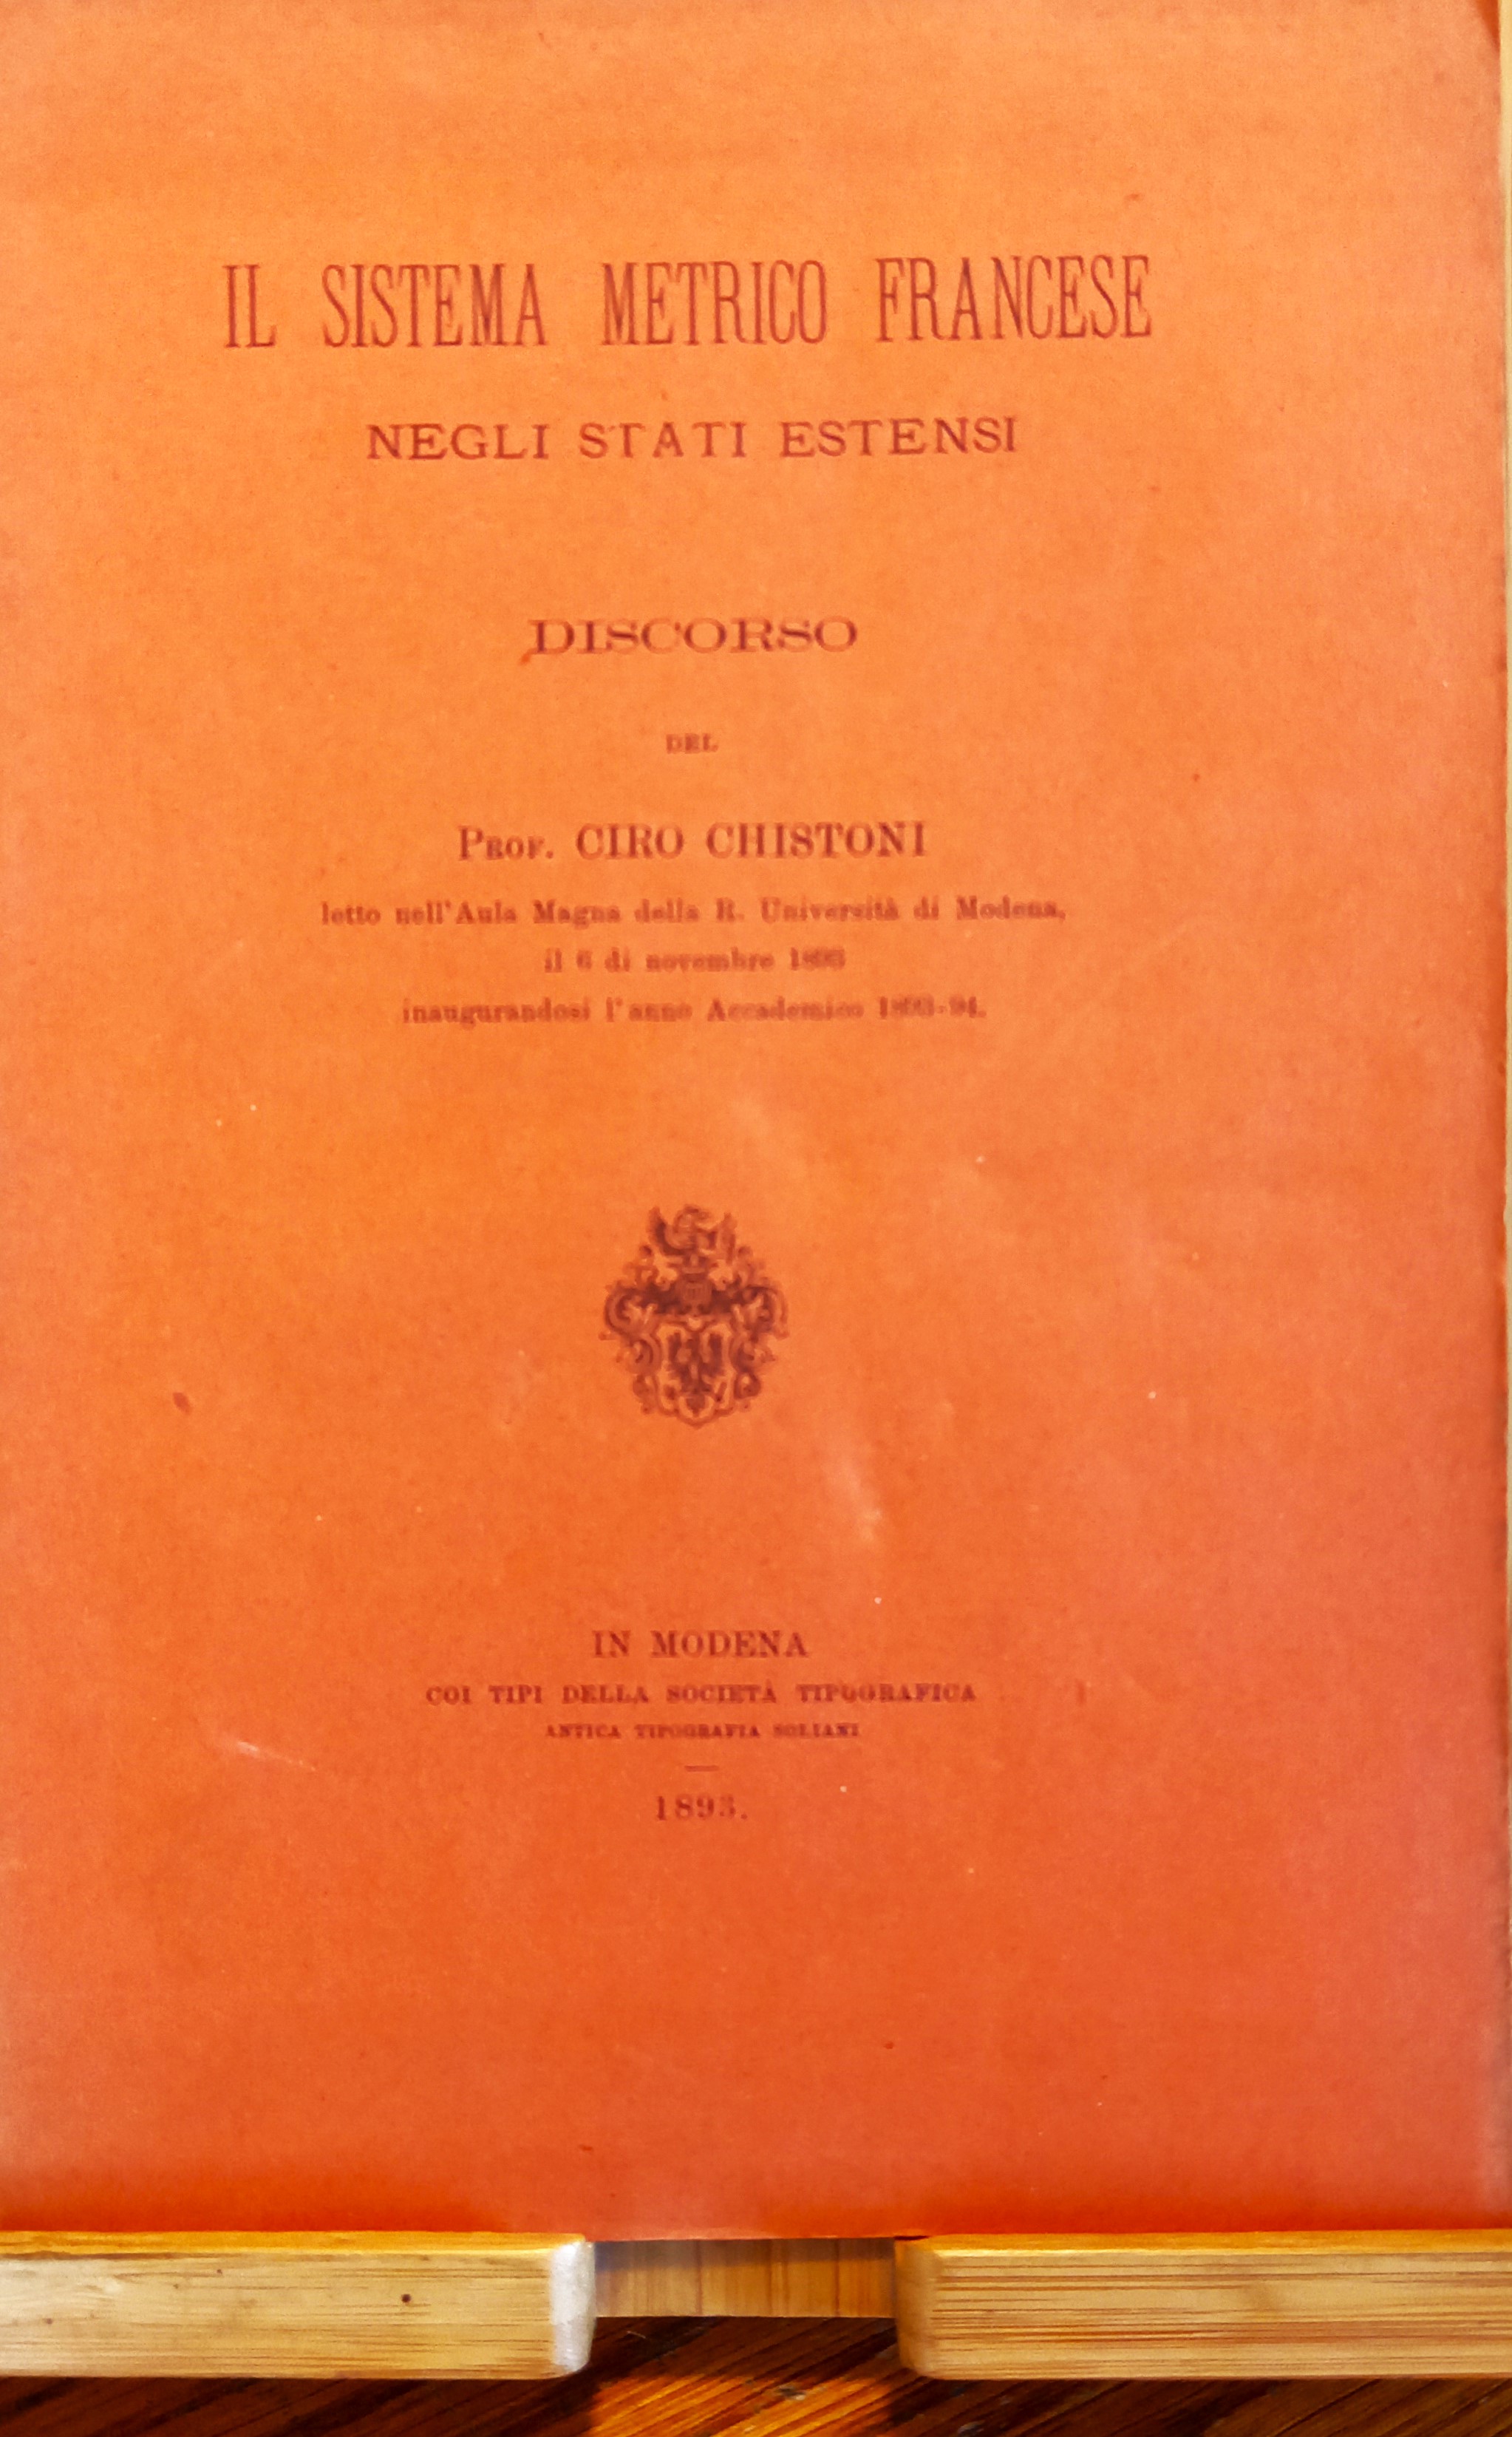 IL SISTEMA METRICO FRANCESE
NEGLI STATI ESTENSI
DISCORSO
DEL
PROF. CIRO CHISTONI
letto nell'Aula Magna della R. Università di Modena,
il 6 di novembre 1893
inaugurandosi l'anno Accademico 1893-94.
IN MODENA
COI TIPI DELLA SOCIETÀ TIPOGRAFICA
ANTICA TIPOGRAFIA SOLIANI
1893.